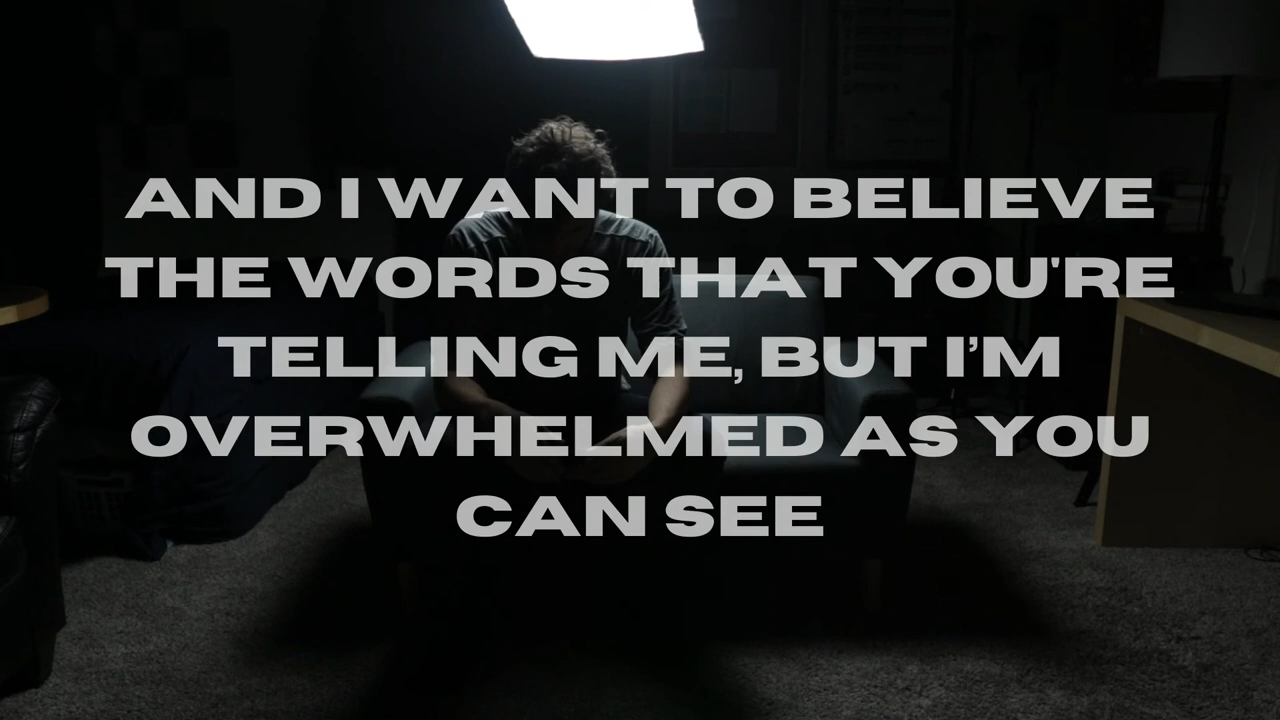 AND I WANT TO BELIEVE
THE WORDS THAT YOU'RE
TELLING ME, BUT I’M
OVERWHELMED AS YOU
CAN SEE